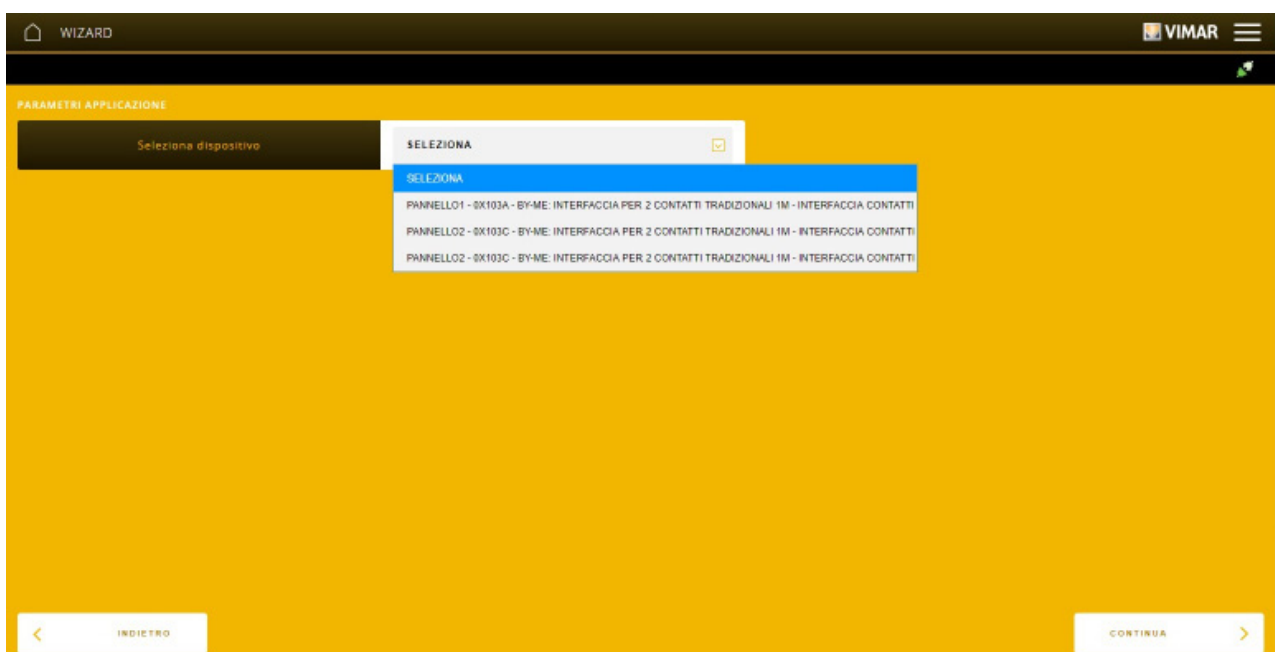 WIZARD
VIMAR
PARAMETRI APPLICAZIONE
Seleziona dispositivo
SELEZIONA
SELEZIONA
PANNELLO1 - 0X103A - BY-ME: INTERFACCIA PER 2 CONTATTI TRADIZIONALI 1M - INTERFACCIA CONTATTI
PANNELLO2 - 0X103C - BY-ME: INTERFACCIA PER 2 CONTATTI TRADIZIONALI 1M - INTERFACCIA CONTATTI
PANNELLO2 - 0X103C - BY-ME: INTERFACCIA PER 2 CONTATTI TRADIZIONALI 1M - INTERFACCIA CONTATTI
INDIETRO
CONTINUA